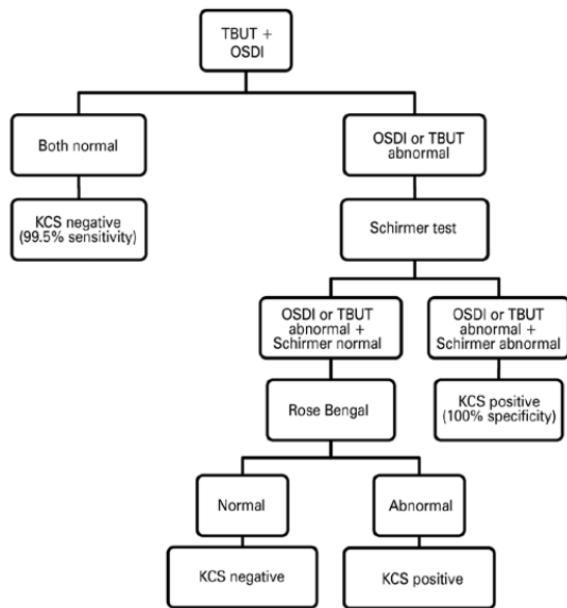 TBUT +
OSDI
Both normal
OSDI or TBUT
abnormal
KCS negative
(99.5% sensitivity)
Schirmer test
OSDI or TBUT
abnormal +
Schirmer normal
OSDI or TBUT
abnormal +
Schirmer abnormal
Rose Bengal
KCS positive
(100% specificity)
Normal
Abnormal
KCS negative
KCS positive